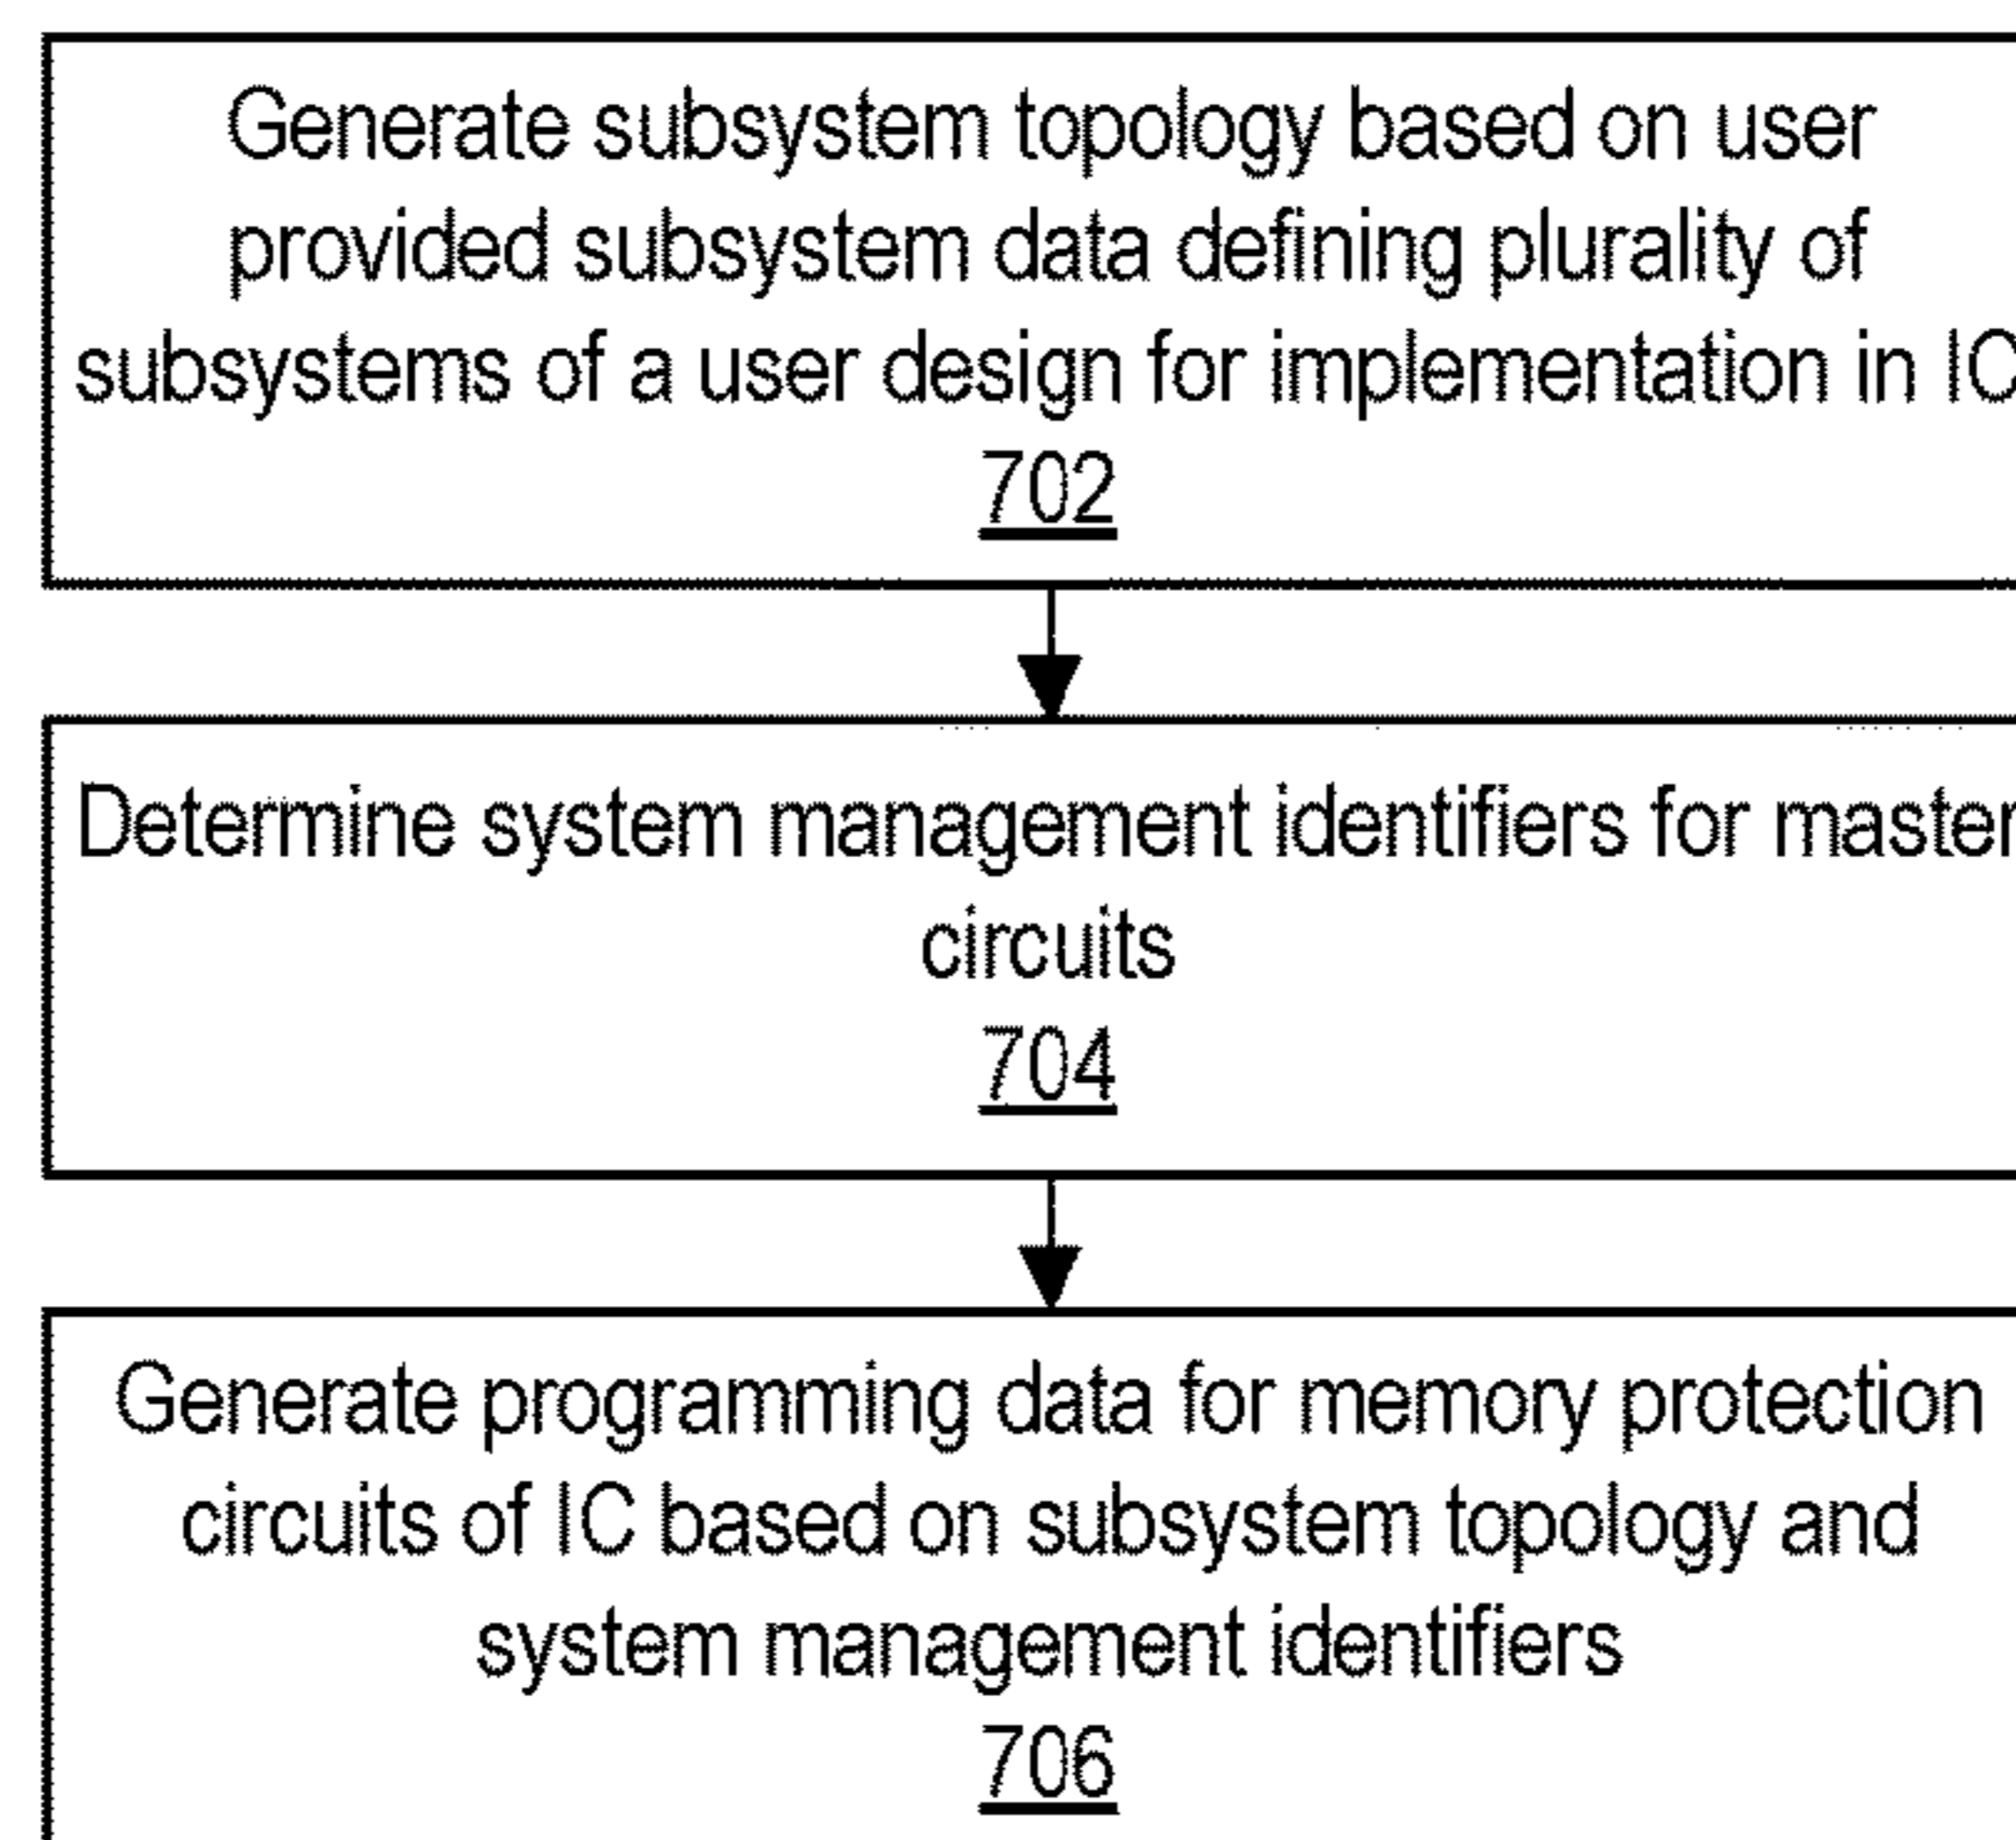 Generate subsystem topology based on user
provided subsystem data defining plurality of
subsystems of a user design for implementation in IC
702
Determine system management identifiers for master
circuits
704
Generate programming data for memory protection
circuits of IC based on subsystem topology and
system management identifiers
706